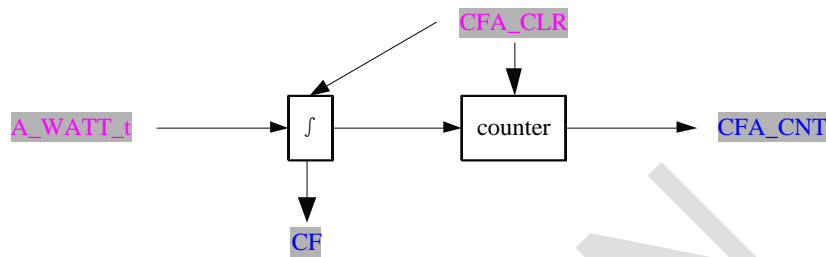 CFA_CLR
A_WATT_t
∫
counter
CFA_CNT
CF